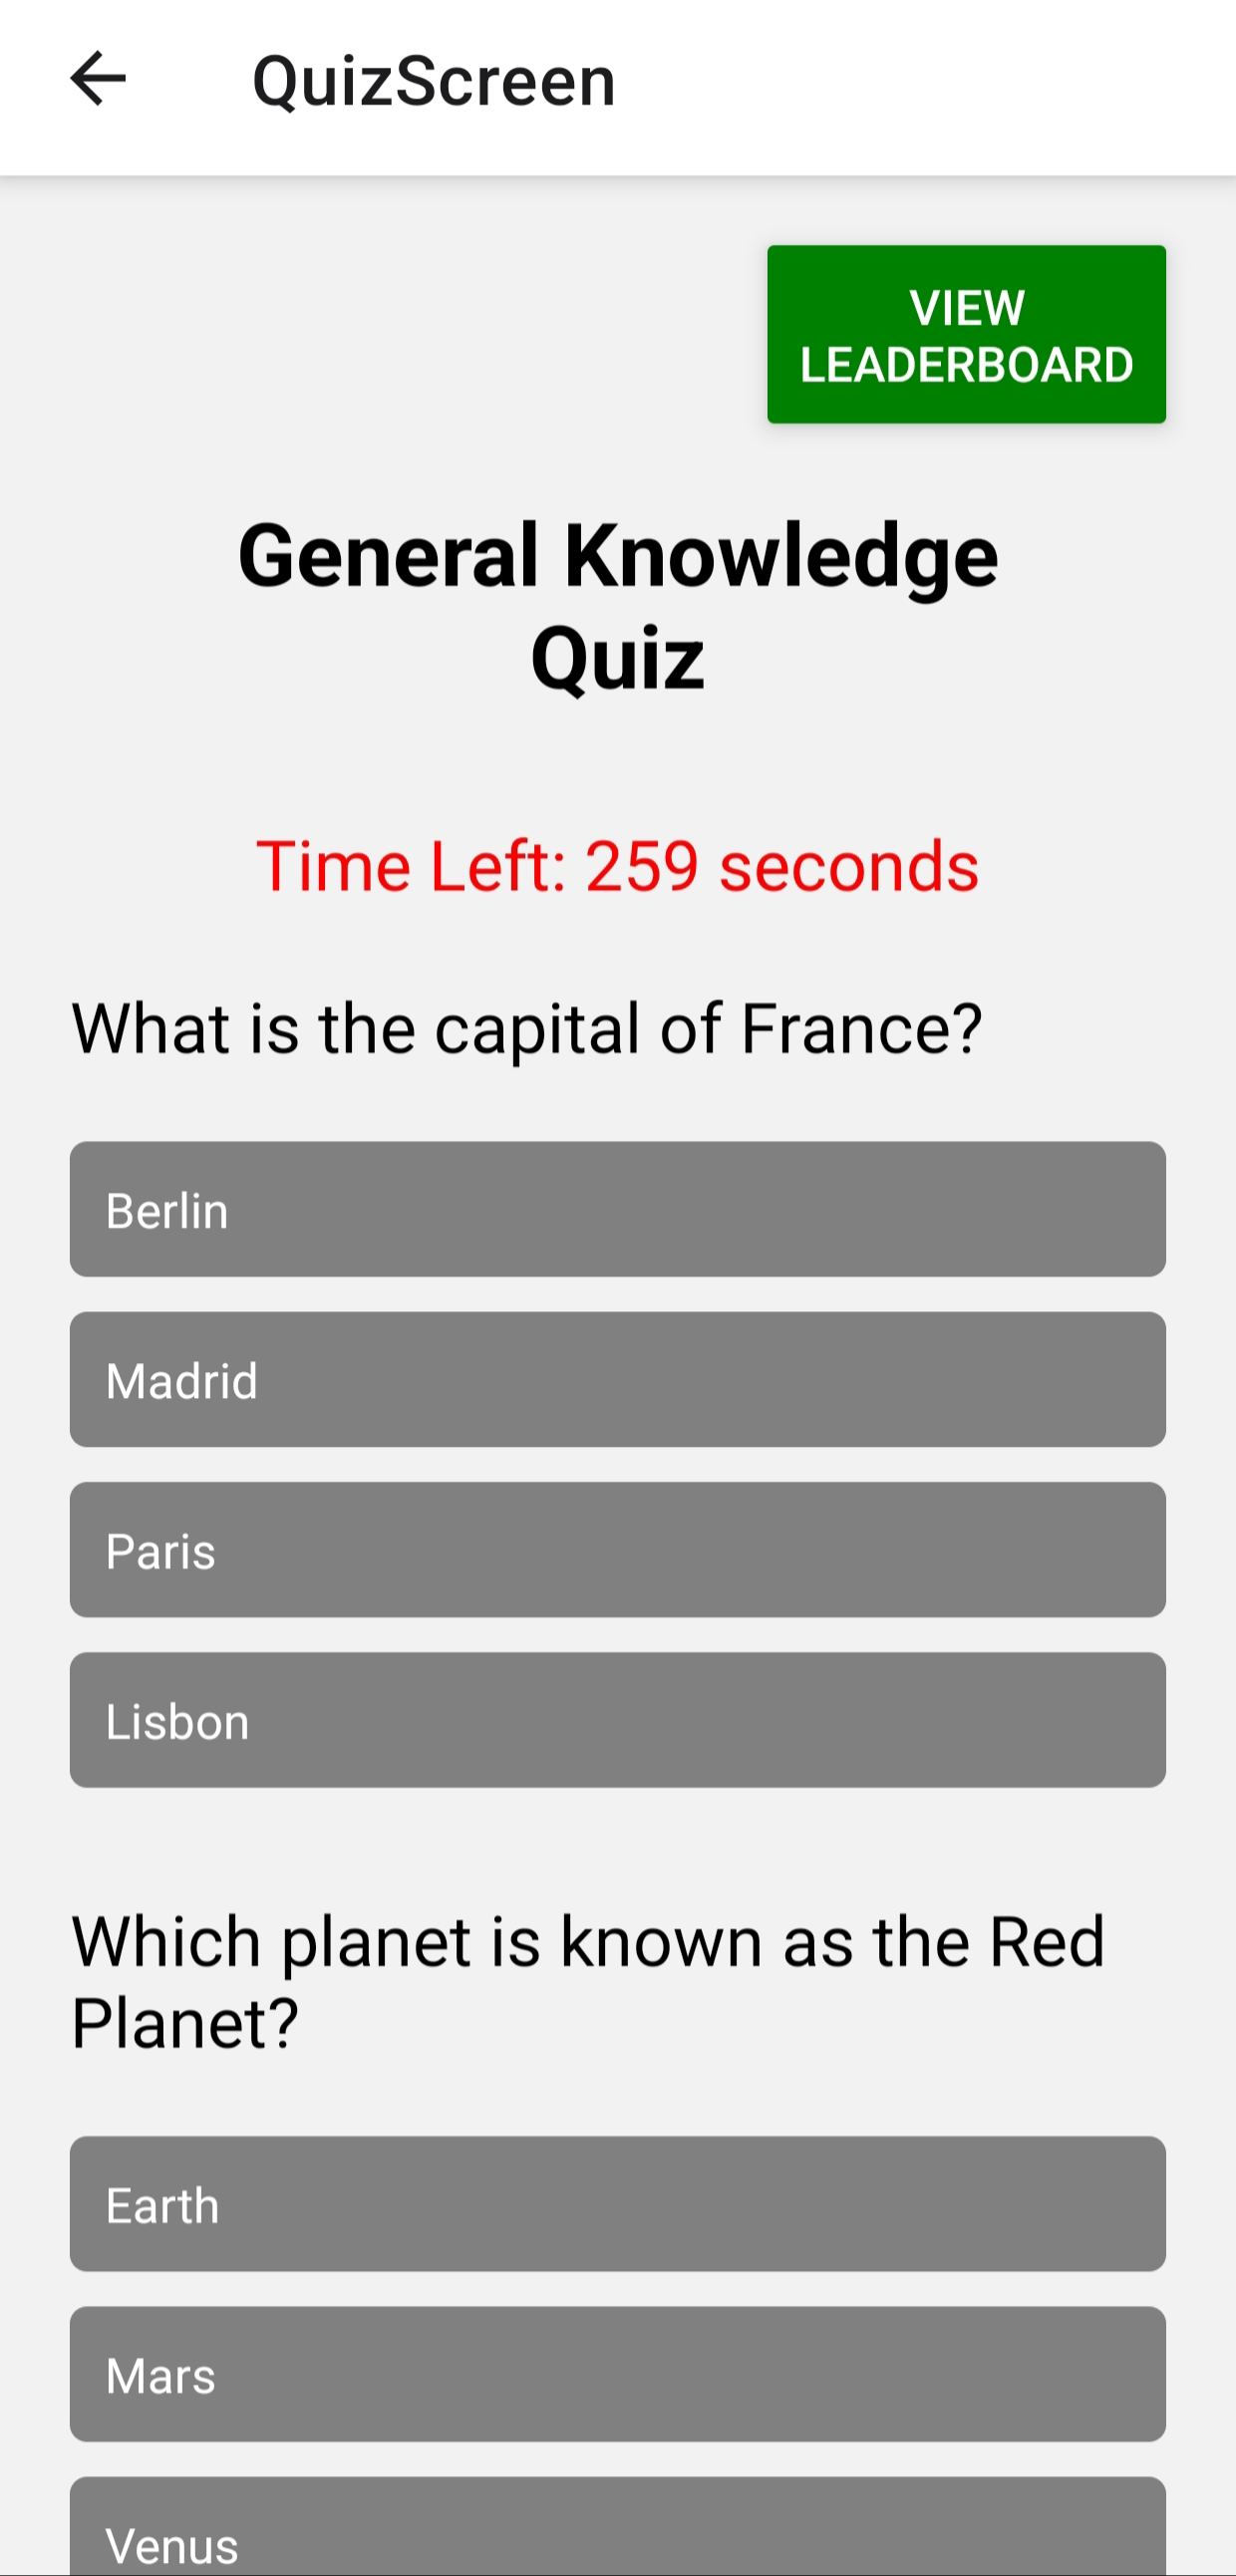 QuizScreen
VIEW
LEADERBOARD
General Knowledge
Quiz
Time Left: 259 seconds
What is the capital of France?
Berlin
Madrid
Paris
Lisbon
Which planet is known as the Red
Planet?
Earth
Mars
Venus